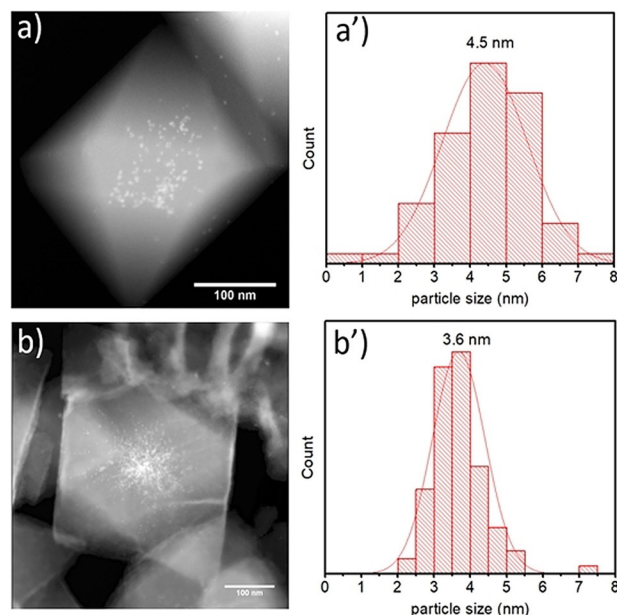 a)
100 nm
a')
4.5 nm
Count
0 1 2 3 4 5 6 7 8
particle size (nm)
b)
100 nm
b')
3.6 nm
Count
0 1 2 3 4 5 6 7 8
particle size (nm)